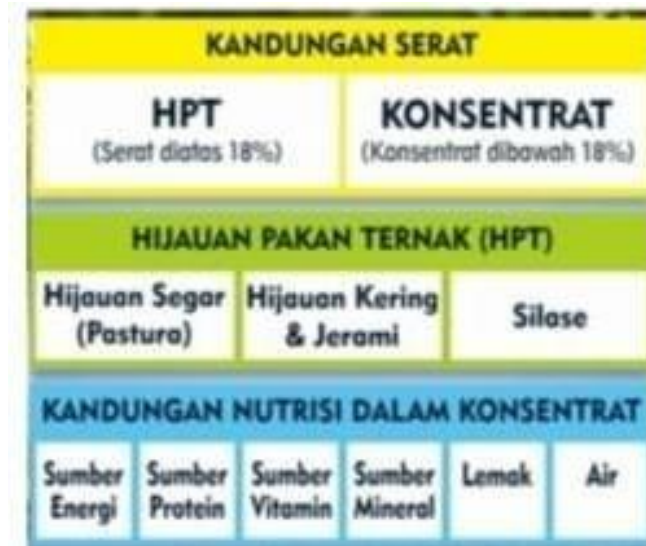 KANDUNGAN SERAT
HPT
(Serat diatas 18%)
KONSENTRAT
(Konsentrat dibawah 18%)
HIJAUAN PAKAN TERNAK (HPT)
Hijauan Segar
(Pastura)
Hijauan Kering
& Jerami
Silase
KANDUNGAN NUTRISI DALAM KONSENTRAT
Sumber
Energi
Sumber
Protein
Sumber
Vitamin
Sumber
Mineral
Lemak
Air